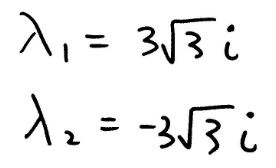 λ₁ = 3√3 i
λ₂ = -3√3 i